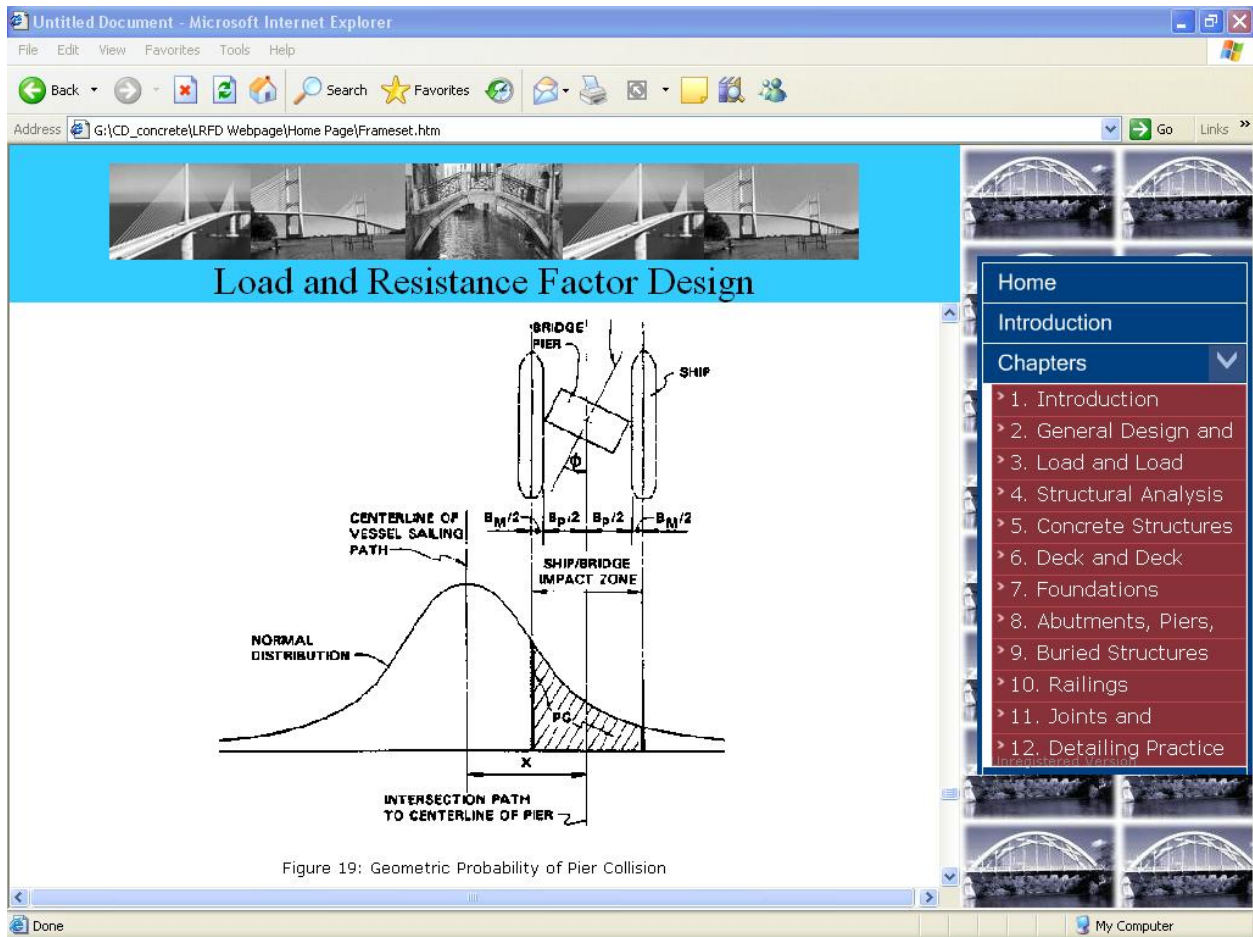 Untitled Document - Microsoft Internet Explorer
File Edit View Favorites Tools Help
Back Search Favorites
Address G:\CD_concrete\LRFD Webpage\Home Page\Frameset.htm Go Links »
Load and Resistance Factor Design
BRIDGE
PIER
SHIP
ϕ
B_M/2 B_P/2 B_P/2 B_M/2
CENTERLINE OF
VESSEL SAILING
PATH
SHIP/BRIDGE
IMPACT ZONE
NORMAL
DISTRIBUTION
PG
X
INTERSECTION PATH
TO CENTERLINE OF PIER
Figure 19: Geometric Probability of Pier Collision
Home
Introduction
Chapters
1. Introduction
2. General Design and
3. Load and Load
4. Structural Analysis
5. Concrete Structures
6. Deck and Deck
7. Foundations
8. Abutments, Piers,
9. Buried Structures
10. Railings
11. Joints and
12. Detailing Practice
Unregistered Version
Done My Computer